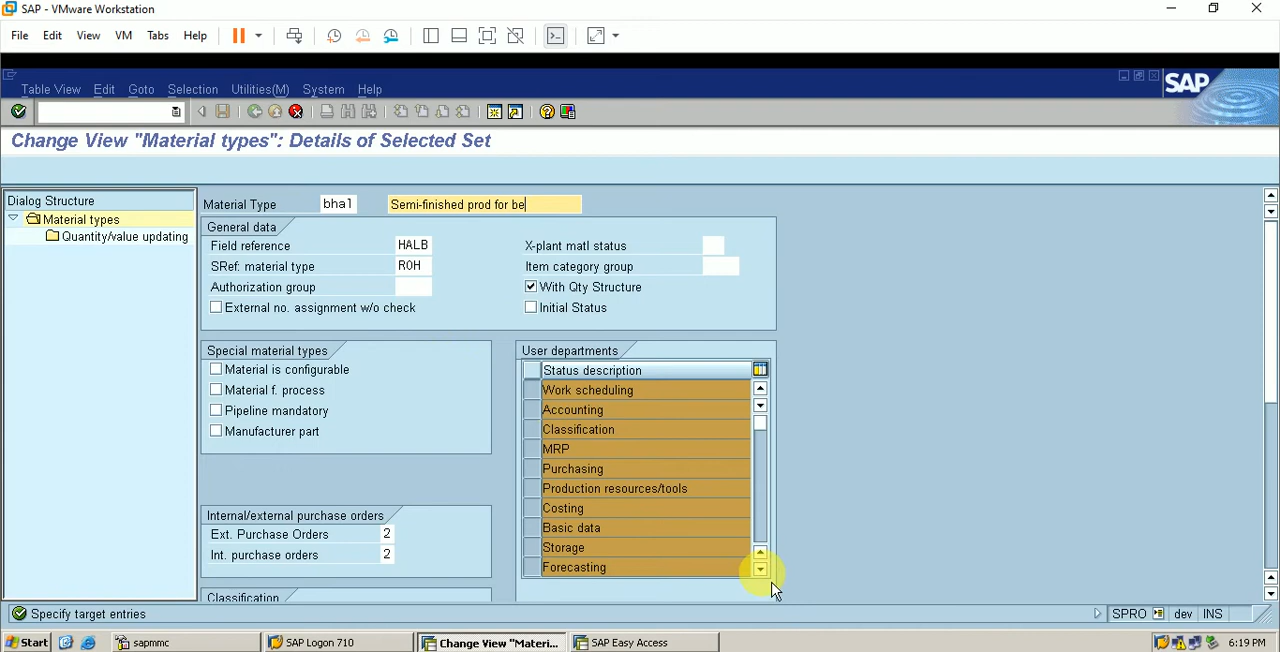 SAP - VMware Workstation
File Edit View VM Tabs Help
Table View Edit Goto Selection Utilities(M) System Help
SAP
Change View "Material types": Details of Selected Set
Dialog Structure
Material types
Quantity/value updating
Material Type bhal Semi-finished prod for be
General data
Field reference HALB X-plant matl status
SRef: material type ROH Item category group
Authorization group With Qty Structure
External no. assignment w/o check Initial Status
Special material types
Material is configurable
Material f. process
Pipeline mandatory
Manufacturer part
User departments
Status description
Work scheduling
Accounting
Classification
MRP
Purchasing
Production resources/tools
Costing
Basic data
Storage
Forecasting
Internal/external purchase orders
Ext. Purchase Orders 2
Int. purchase orders 2
Classification
Specify target entries
SPRO dev INS
Start sapmmc SAP Logon 710 Change View "Materi... SAP Easy Access 6:19 PM